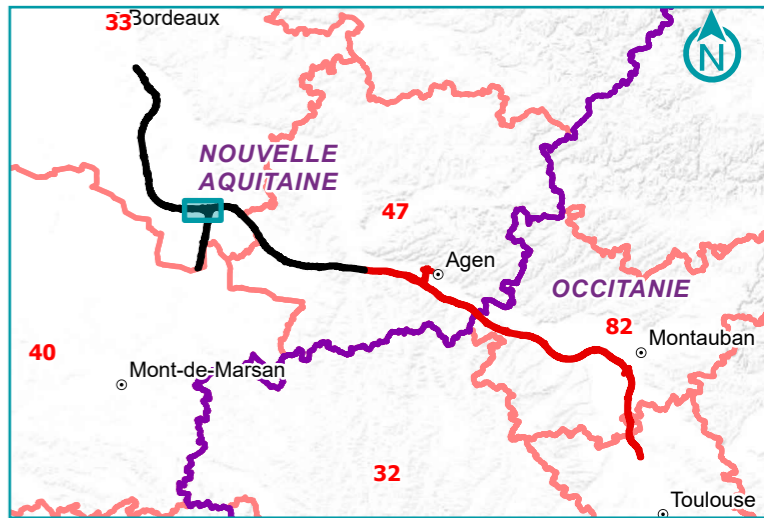 Bordeaux
33
N
NOUVELLE
AQUITAINE
47
Agen
OCCITANIE
82
Montauban
40
Mont-de-Marsan
32
Toulouse